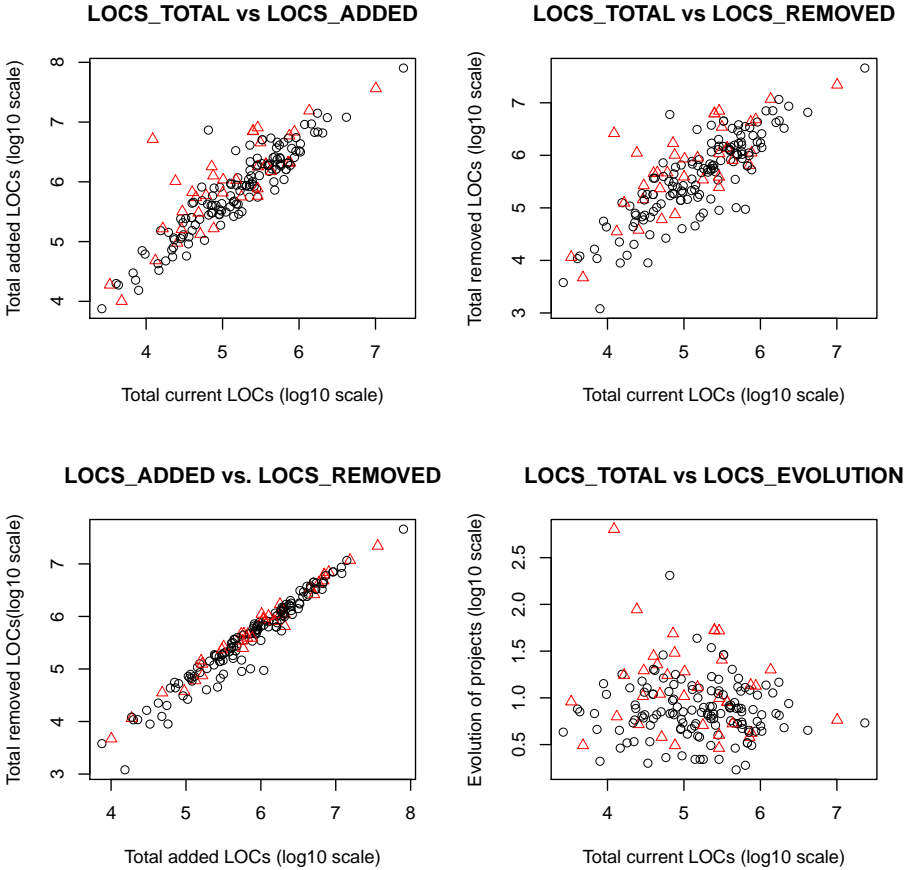 LOCS_TOTAL vs LOCS_ADDED
Total added LOCs (log10 scale)
8
7
6
5
4
4 5 6 7
Total current LOCs (log10 scale)
LOCS_TOTAL vs LOCS_REMOVED
Total removed LOCs (log10 scale)
7
6
5
4
3
4 5 6 7
Total current LOCs (log10 scale)
LOCS_ADDED vs. LOCS_REMOVED
Total removed LOCs(log10 scale)
7
6
5
4
3
4 5 6 7 8
Total added LOCs (log10 scale)
LOCS_TOTAL vs LOCS_EVOLUTION
Evolution of projects (log10 scale)
2.5
2.0
1.5
1.0
0.5
4 5 6 7
Total current LOCs (log10 scale)